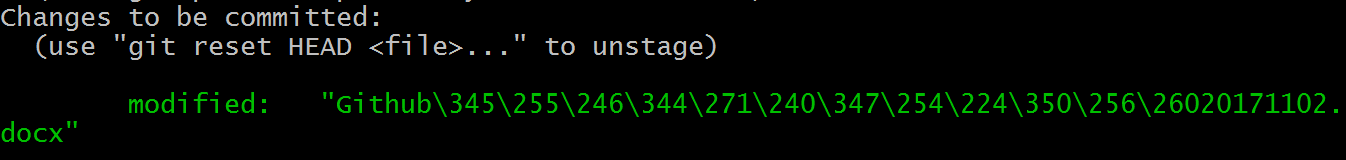 Changes to be committed:
(use "git reset HEAD <file>..." to unstage)
modified: "Github\345\255\246\344\271\240\347\254\224\350\256\26020171102.
docx"